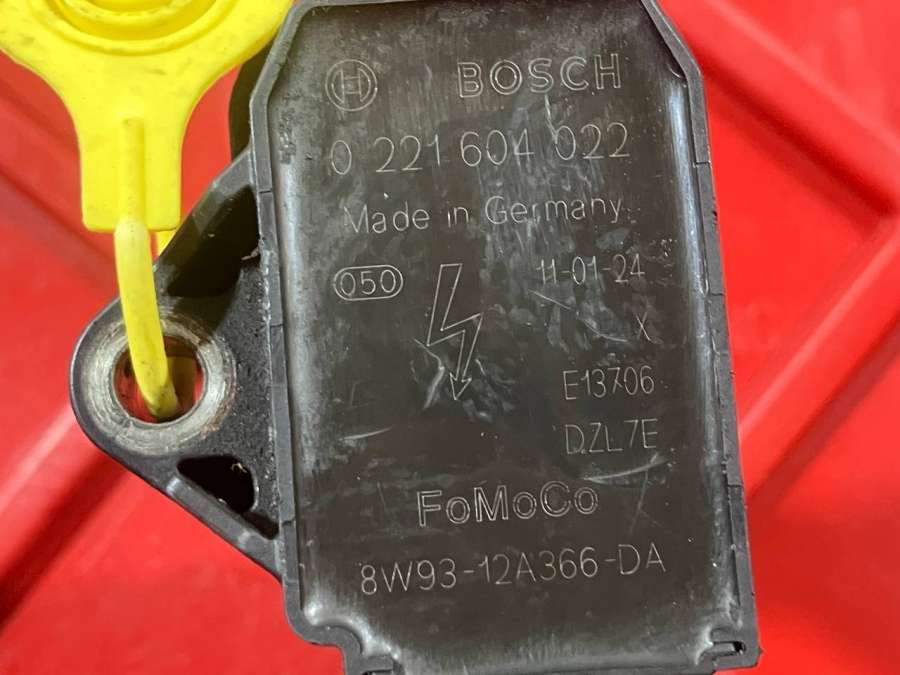 BOSCH
0 221 604 022
Made in Germany
050
11-01-24
X
E13706
DZL7E
FoMoCo
8W93-12A366-DA